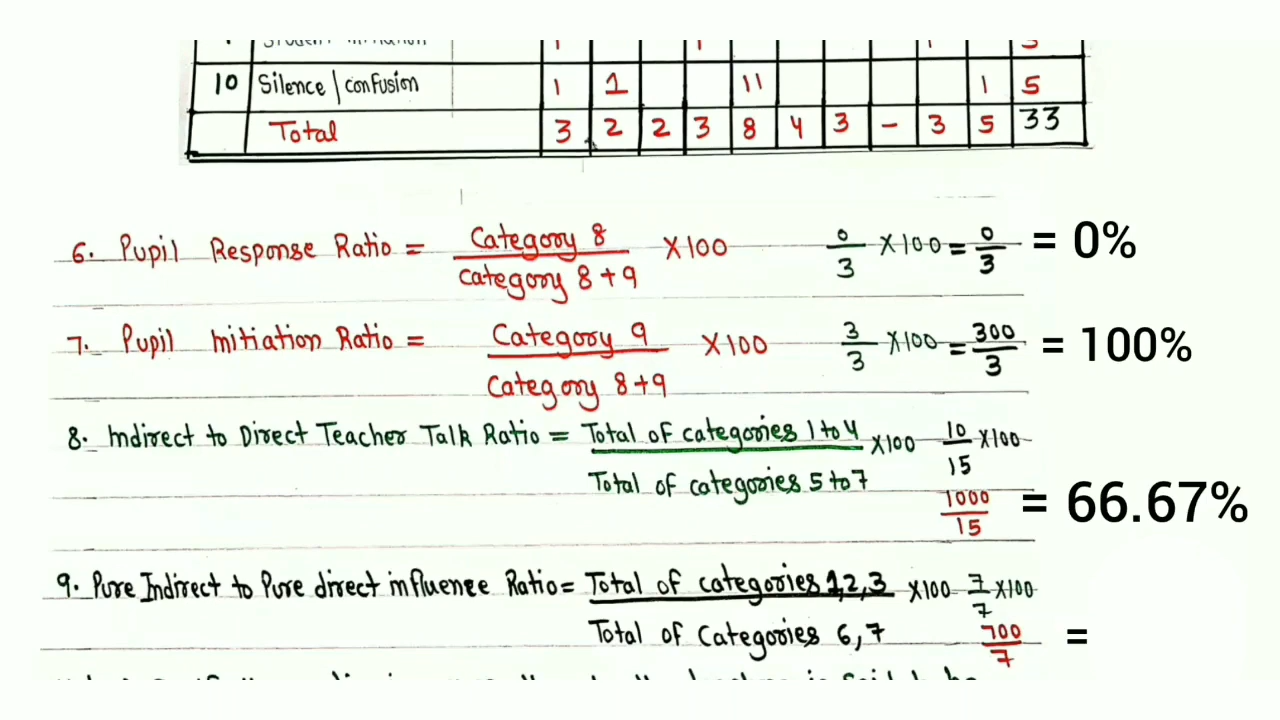 10 Silence / confusion 1 1 11 1 5
Total 3 2 2 3 8 4 3 - 3 5 33
6. Pupil Response Ratio = Category 8 / Category 8+9 X100 0/3 X100 = 0/3 = 0%
7. Pupil Initiation Ratio = Category 9 / Category 8+9 X100 3/3 X100 = 300/3 = 100%
8. Indirect to Direct Teacher Talk Ratio = Total of categories 1 to 4 / Total of categories 5 to 7 X100 10/15 X100
1000/15 = 66.67%
9. Pure Indirect to Pure direct influence Ratio = Total of categories 1,2,3 / Total of Categories 6,7 X100 7/7 X100
700/7 =